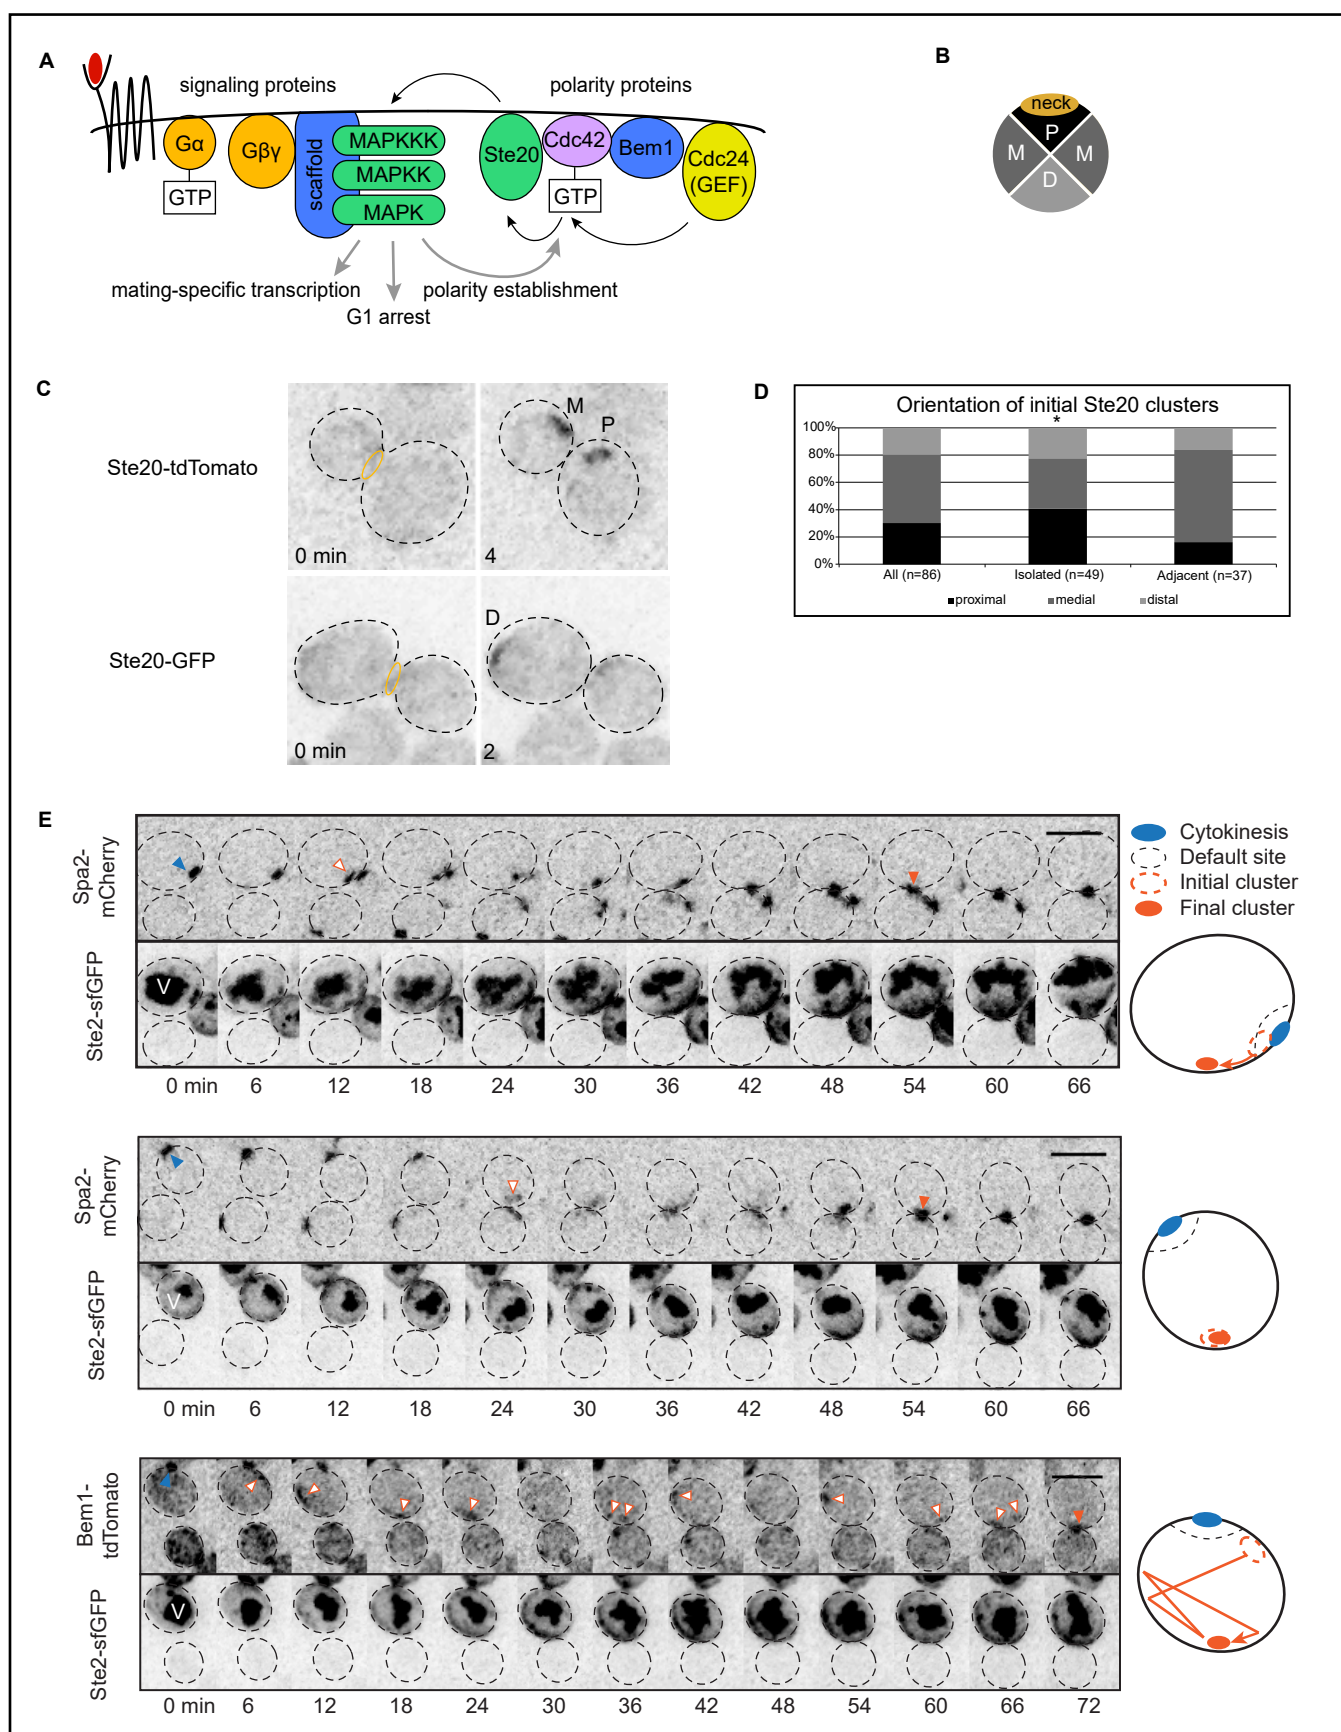 A
signaling proteins
polarity proteins
Gα
GTP
Gβγ
scaffold
MAPKKK
MAPKK
MAPK
Ste20
Cdc42
GTP
Bem1
Cdc24
(GEF)
mating-specific transcription
G1 arrest
polarity establishment
B
neck
P
M
M
D
C
Ste20-tdTomato
0 min
4
M
P
Ste20-GFP
0 min
2
D
D
Orientation of initial Ste20 clusters
*
100%
80%
60%
40%
20%
0%
All (n=86)
Isolated (n=49)
Adjacent (n=37)
proximal
medial
distal
E
Spa2-
mCherry
Ste2-sfGFP
V
0 min 6 12 18 24 30 36 42 48 54 60 66
Cytokinesis
Default site
Initial cluster
Final cluster
Spa2-
mCherry
Ste2-sfGFP
V
0 min 6 12 18 24 30 36 42 48 54 60 66
Bem1-
tdTomato
Ste2-sfGFP
V
0 min 6 12 18 24 30 36 42 48 54 60 66 72